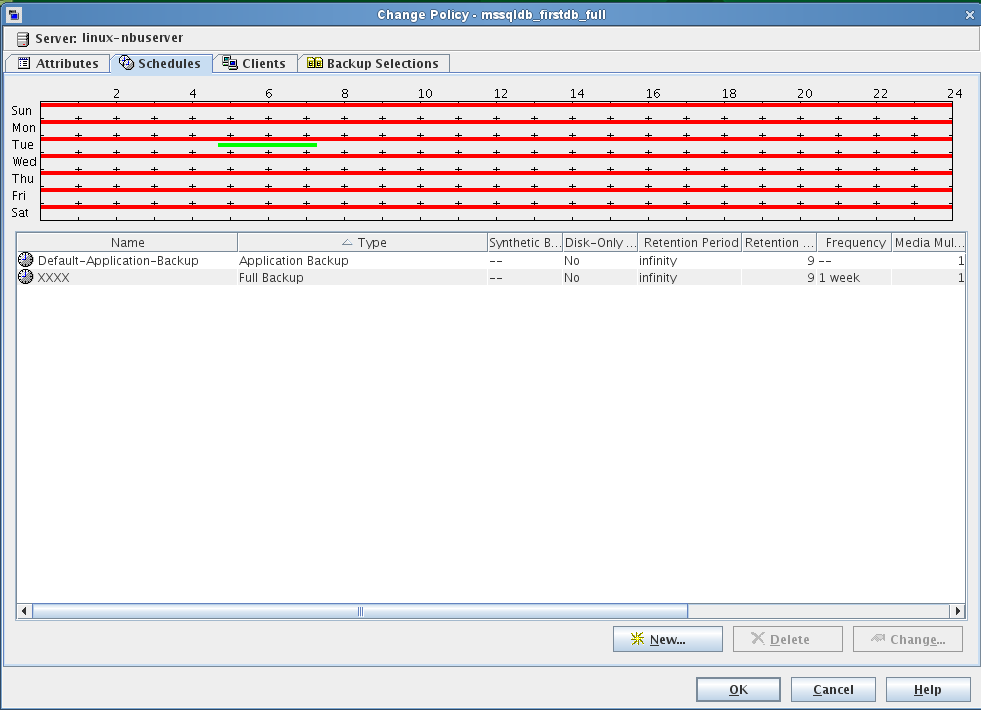 Change Policy - mssqldb_firstdb_full
Server: linux-nbuserver
Attributes Schedules Clients Backup Selections
2 4 6 8 10 12 14 16 18 20 22 24
Sun
Mon
Tue
Wed
Thu
Fri
Sat
Name Type Synthetic B... Disk-Only ... Retention Period Retention ... Frequency Media Mul...
Default-Application-Backup Application Backup -- No infinity 9 -- 1
XXXX Full Backup -- No infinity 9 1 week 1
New... Delete Change...
OK Cancel Help